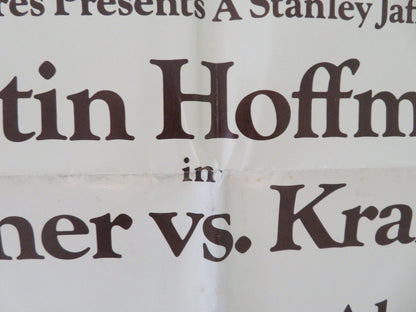 res Presents A Stanley Jaf
tin Hoffm
in
ner vs. Kra